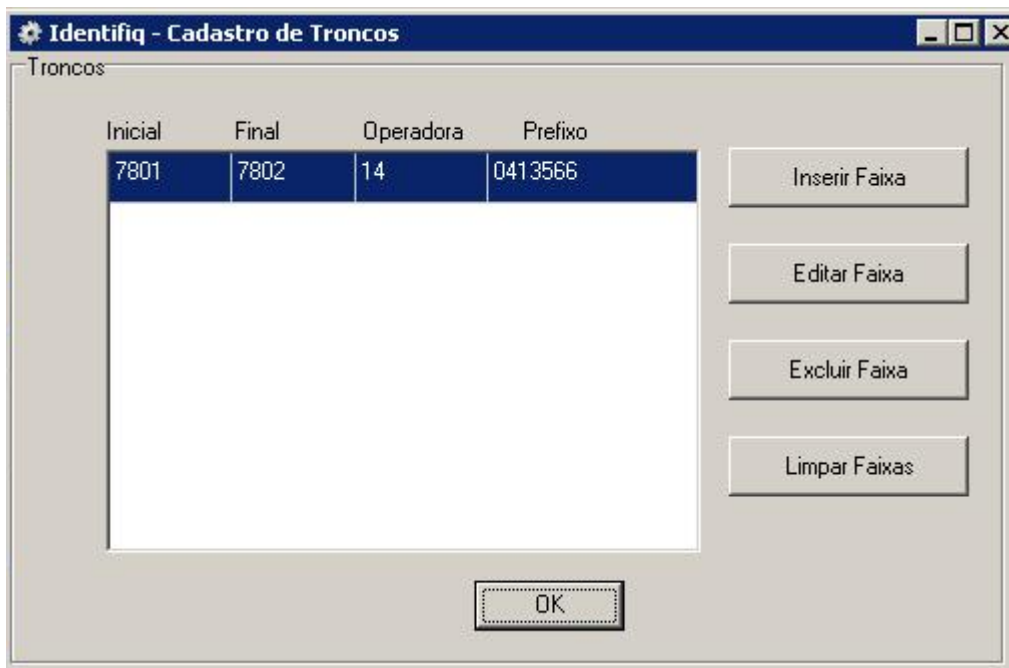 Identifiq - Cadastro de Troncos
Troncos
Inicial Final Operadora Prefixo
7801 7802 14 0413566
Inserir Faixa
Editar Faixa
Excluir Faixa
Limpar Faixas
OK